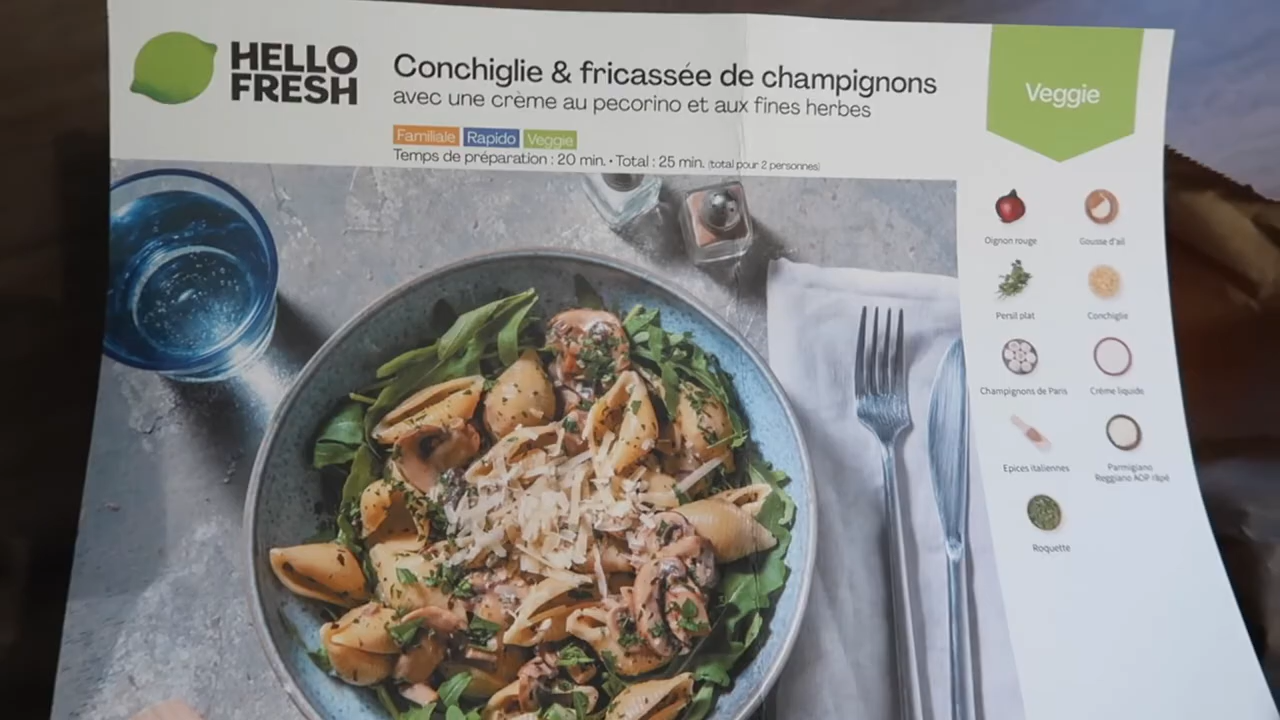 HELLO
FRESH
Conchiglie & fricassée de champignons
avec une crème au pecorino et aux fines herbes
Familiale Rapido Veggie
Temps de préparation : 20 min. • Total : 25 min. (total pour 2 personnes)
Veggie
Oignon rouge
Gousse d'ail
Persil plat
Conchiglie
Champignons de Paris
Crème liquide
Epices italiennes
Parmigiano
Reggiano AOP râpé
Roquette